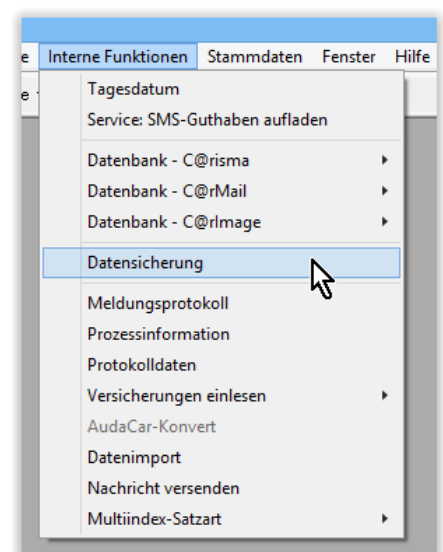 e Interne Funktionen Stammdaten Fenster Hilfe
e
Tagesdatum
Service: SMS-Guthaben aufladen
Datenbank - C@risma
Datenbank - C@rMail
Datenbank - C@rImage
Datensicherung
Meldungsprotokoll
Prozessinformation
Protokolldaten
Versicherungen einlesen
AudaCar-Konvert
Datenimport
Nachricht versenden
Multiindex-Satzart